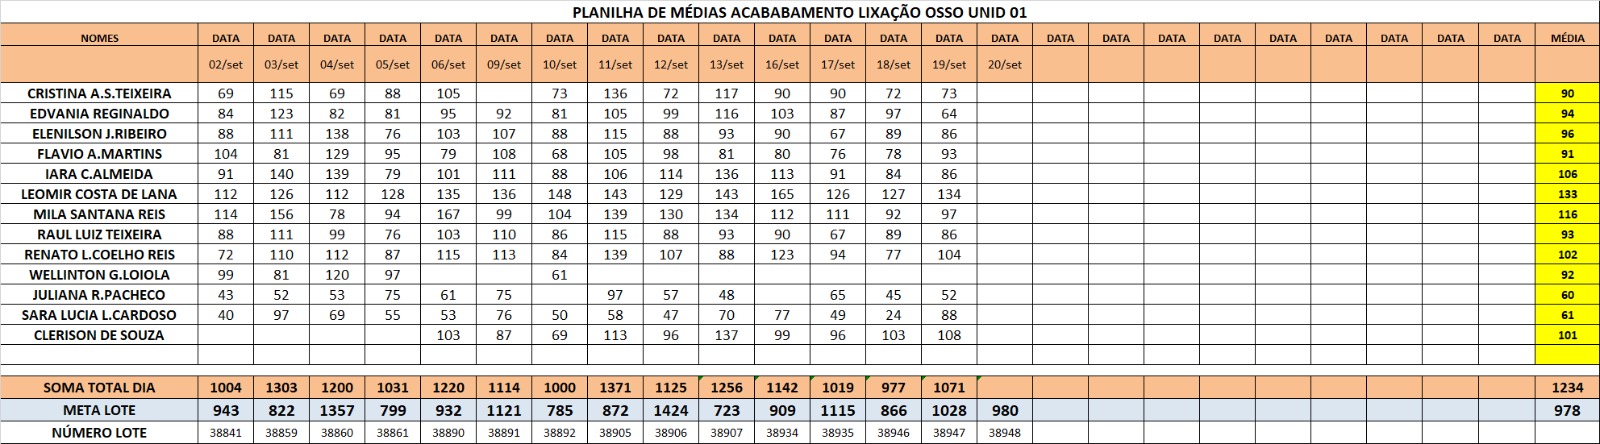 PLANILHA DE MÉDIAS ACABABAMENTO LIXAÇÃO OSSO UNID 01
NOMES DATA DATA DATA DATA DATA DATA DATA DATA DATA DATA DATA DATA DATA DATA DATA DATA DATA DATA DATA DATA DATA DATA DATA DATA MÉDIA
02/set 03/set 04/set 05/set 06/set 09/set 10/set 11/set 12/set 13/set 16/set 17/set 18/set 19/set 20/set
CRISTINA A.S.TEIXEIRA 69 115 69 88 105 73 136 72 117 90 90 72 73 90
EDVANIA REGINALDO 84 123 82 81 95 92 81 105 99 116 103 87 97 64 94
ELENILSON J.RIBEIRO 88 111 138 76 103 107 88 115 88 93 90 67 89 86 96
FLAVIO A.MARTINS 104 81 129 95 79 108 68 105 98 81 80 76 78 93 91
IARA C.ALMEIDA 91 140 139 79 101 111 88 106 114 136 113 91 84 86 106
LEOMIR COSTA DE LANA 112 126 112 128 135 136 148 143 129 143 165 126 127 134 133
MILA SANTANA REIS 114 156 78 94 167 99 104 139 130 134 112 111 92 97 116
RAUL LUIZ TEIXEIRA 88 111 99 76 103 110 86 115 88 93 90 67 89 86 93
RENATO L.COELHO REIS 72 110 112 87 115 113 84 139 107 88 123 94 77 104 102
WELLINTON G.LOIOLA 99 81 120 97 61 92
JULIANA R.PACHECO 43 52 53 75 61 75 97 57 48 65 45 52 60
SARA LUCIA L.CARDOSO 40 97 69 55 53 76 50 58 47 70 77 49 24 88 61
CLERISON DE SOUZA 103 87 69 113 96 137 99 96 103 108 101
SOMA TOTAL DIA 1004 1303 1200 1031 1220 1114 1000 1371 1125 1256 1142 1019 977 1071 1234
META LOTE 943 822 1357 799 932 1121 785 872 1424 723 909 1115 866 1028 980 978
NÚMERO LOTE 38841 38859 38860 38861 38890 38891 38892 38905 38906 38907 38934 38935 38946 38947 38948